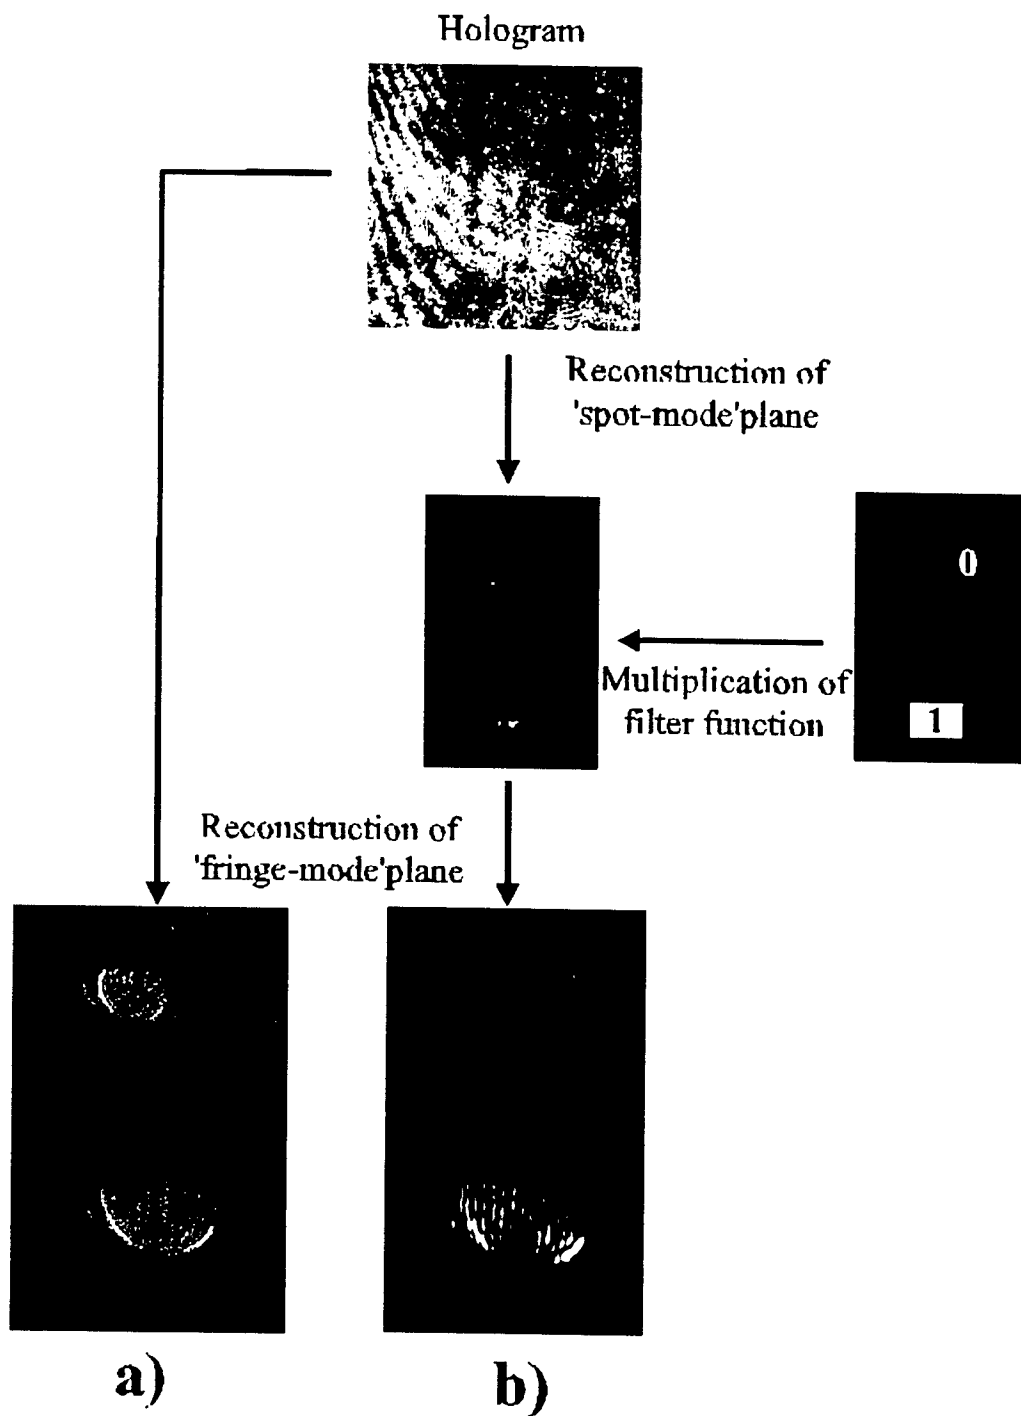 Hologram
Reconstruction of
'spot-mode'plane
0
Multiplication of
filter function
1
Reconstruction of
'fringe-mode'plane
a)
b)